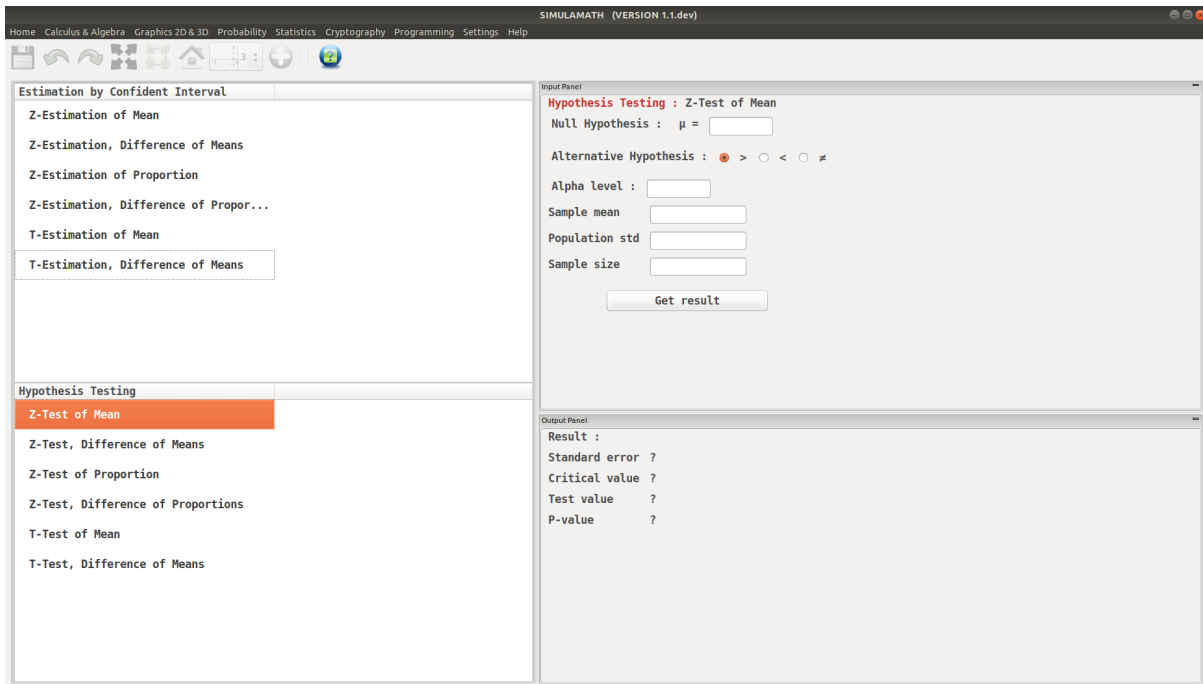 SIMULAMATH (VERSION 1.1.dev)
Home Calculus & Algebra Graphics 2D & 3D Probability Statistics Cryptography Programming Settings Help
3
Estimation by Confident Interval
Z-Estimation of Mean
Z-Estimation, Difference of Means
Z-Estimation of Proportion
Z-Estimation, Difference of Propor...
T-Estimation of Mean
T-Estimation, Difference of Means
Hypothesis Testing
Z-Test of Mean
Z-Test, Difference of Means
Z-Test of Proportion
Z-Test, Difference of Proportions
T-Test of Mean
T-Test, Difference of Means
Input Panel
Hypothesis Testing : Z-Test of Mean
Null Hypothesis : μ =
Alternative Hypothesis : > < ≠
Alpha level :
Sample mean
Population std
Sample size
Get result
Output Panel
Result :
Standard error ?
Critical value ?
Test value ?
P-value ?